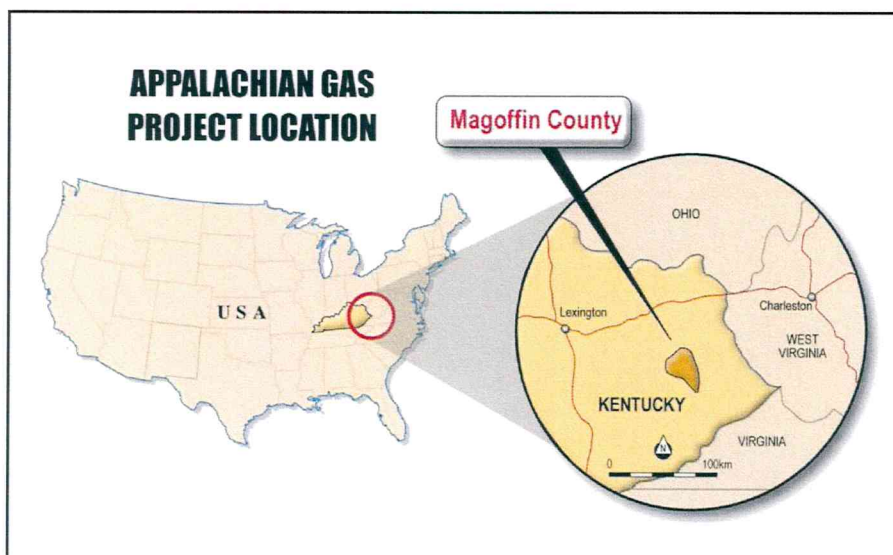 APPALACHIAN GAS
PROJECT LOCATION
Magoffin County
USA
OHIO
Lexington
Charleston
WEST
VIRGINIA
KENTUCKY
VIRGINIA
N
0
100km